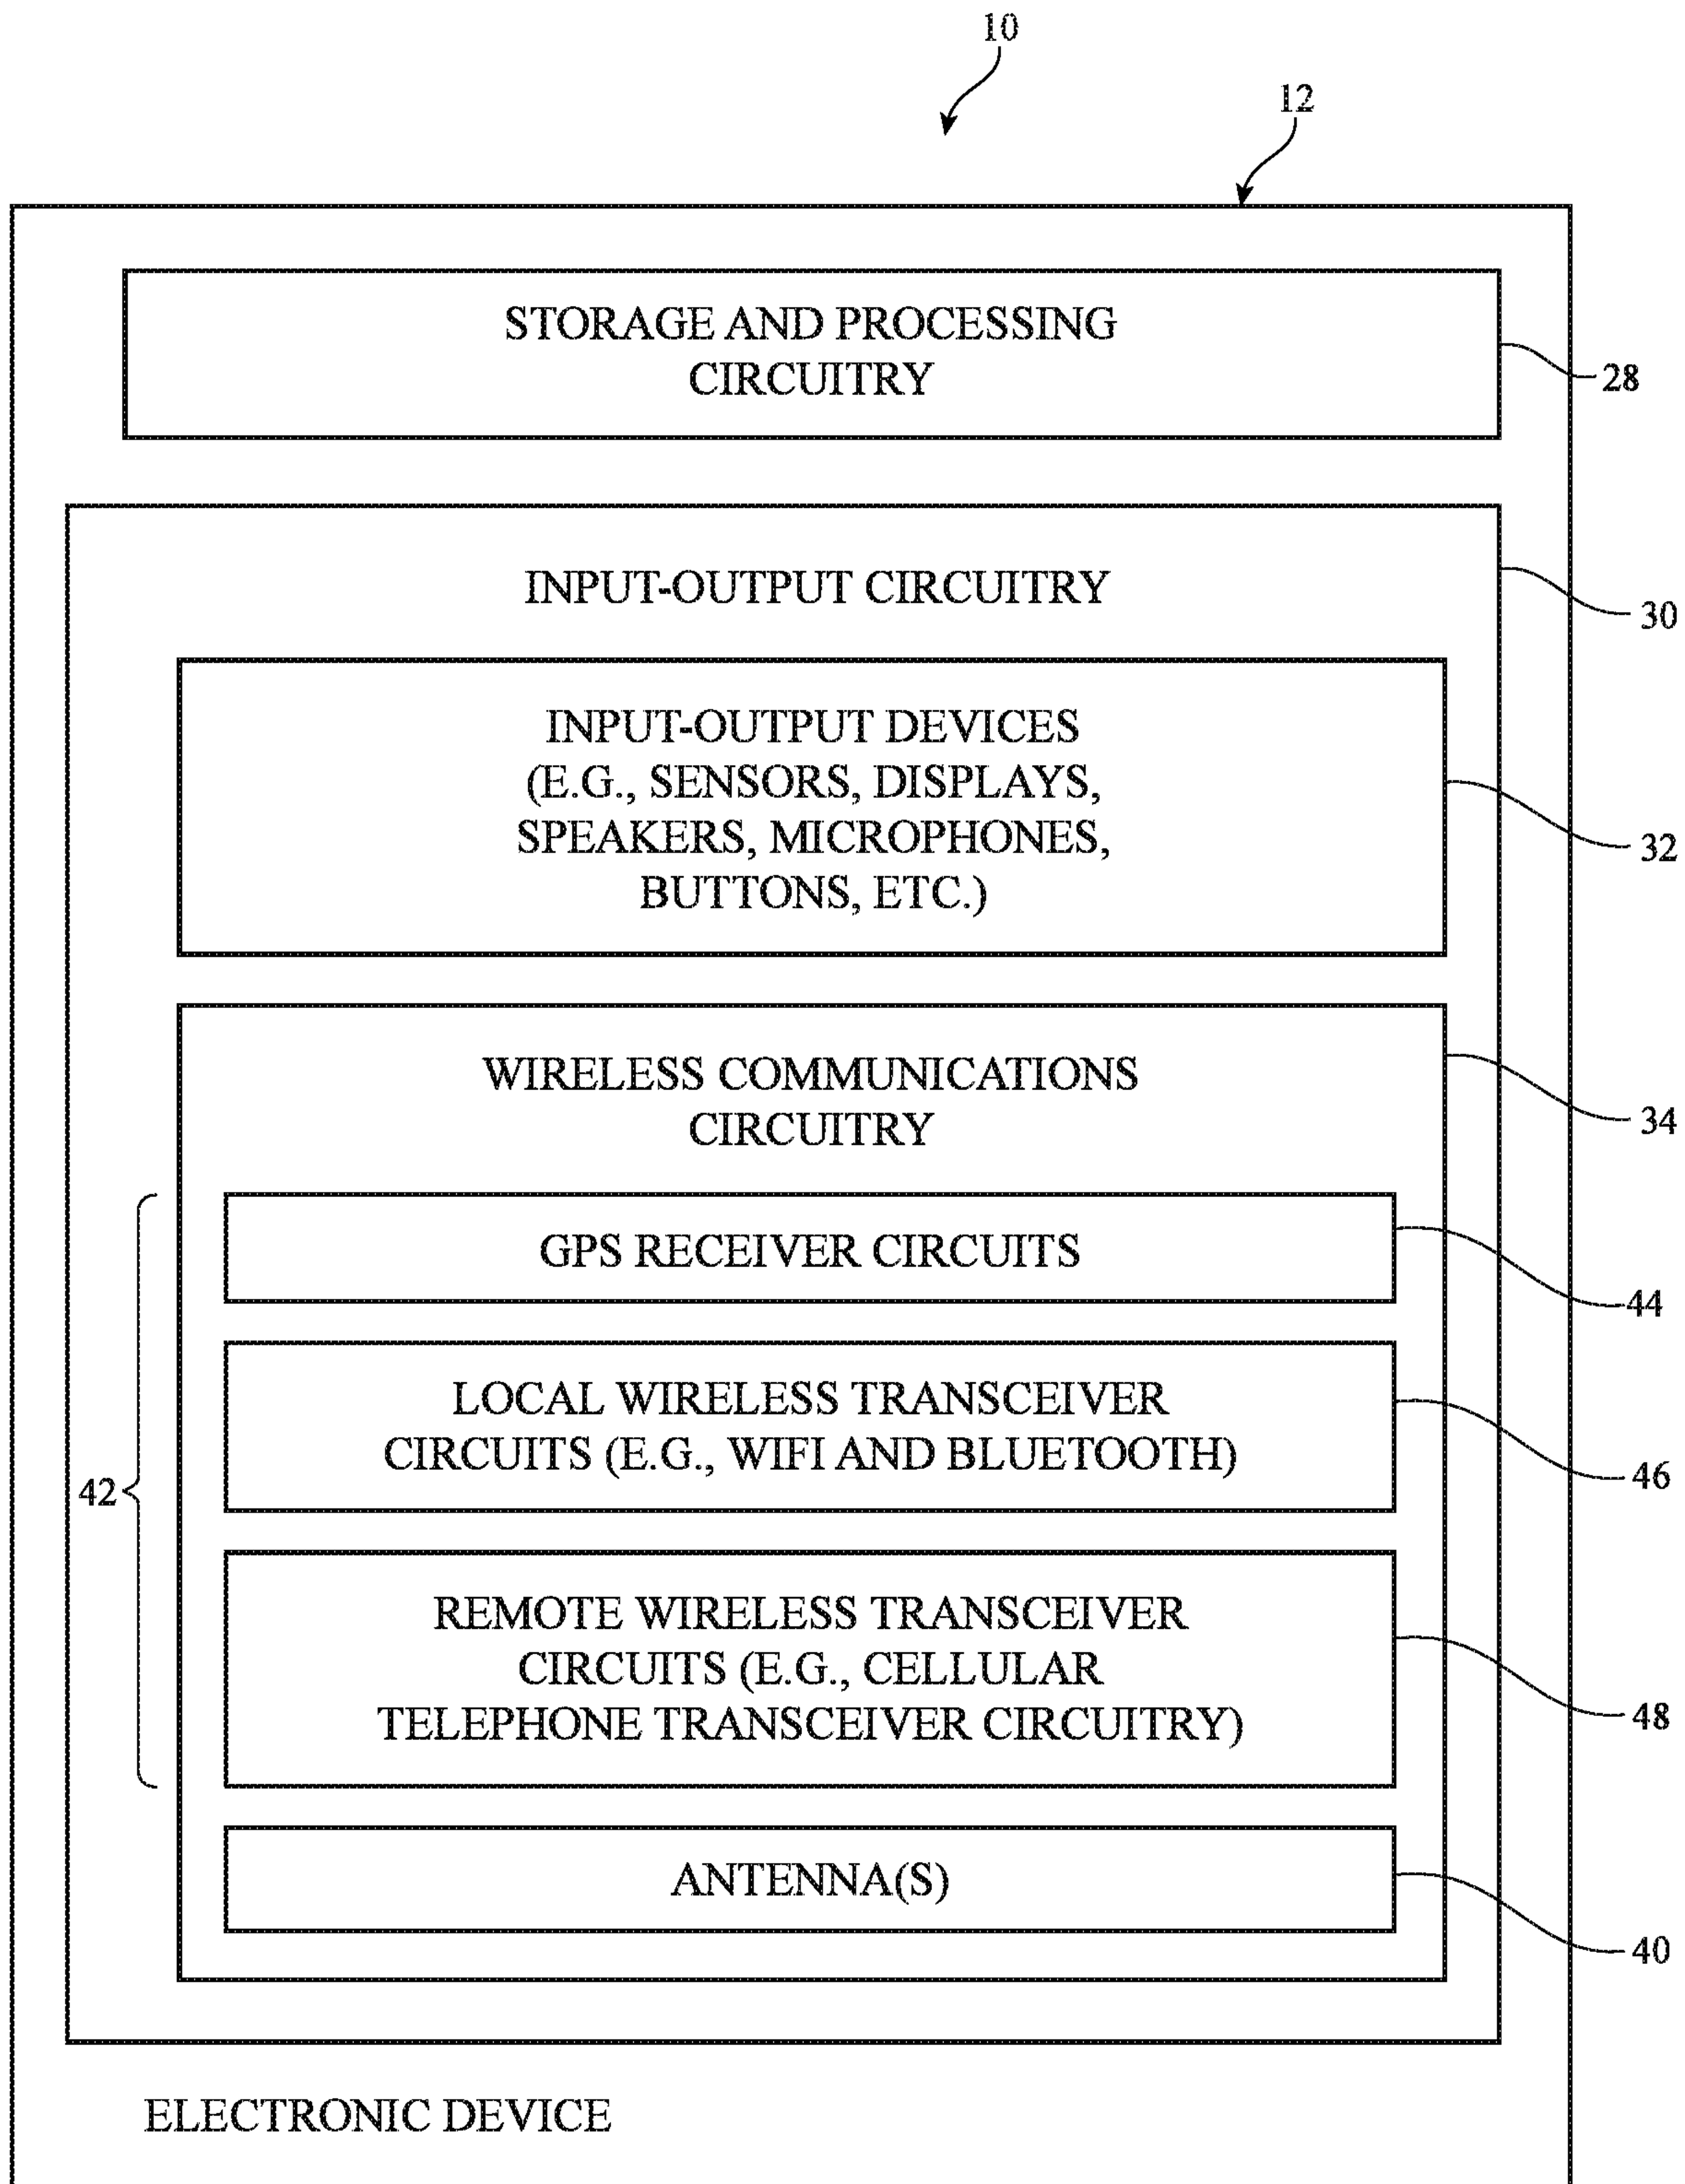 10
12
STORAGE AND PROCESSING
CIRCUITRY
28
INPUT-OUTPUT CIRCUITRY
30
INPUT-OUTPUT DEVICES
(E.G., SENSORS, DISPLAYS,
SPEAKERS, MICROPHONES,
BUTTONS, ETC.)
32
WIRELESS COMMUNICATIONS
CIRCUITRY
34
GPS RECEIVER CIRCUITS
44
LOCAL WIRELESS TRANSCEIVER
CIRCUITS (E.G., WIFI AND BLUETOOTH)
46
42
REMOTE WIRELESS TRANSCEIVER
CIRCUITS (E.G., CELLULAR
TELEPHONE TRANSCEIVER CIRCUITRY)
48
ANTENNA(S)
40
ELECTRONIC DEVICE